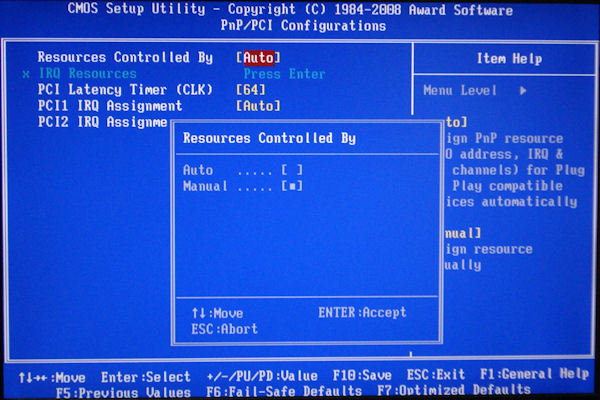 CMOS Setup Utility - Copyright (C) 1984-2008 Award Software
PnP/PCI Configurations
Resources Controlled By [Auto]
x IRQ Resources Press Enter
PCI Latency Timer (CLK) [64]
PCI1 IRQ Assignment [Auto]
PCI2 IRQ Assignme
Item Help
Menu Level ▶
to]
ign PnP resource
O address, IRQ &
channels) for Plug
Play compatible
ices automatically
nual]
ign resource
ually
Resources Controlled By
Auto ..... [ ]
Manual ..... [■]
↑↓:Move ENTER:Accept
ESC:Abort
↑↓→←:Move Enter:Select +/-/PU/PD:Value F10:Save ESC:Exit F1:General Help
F5:Previous Values F6:Fail-Safe Defaults F7:Optimized Defaults